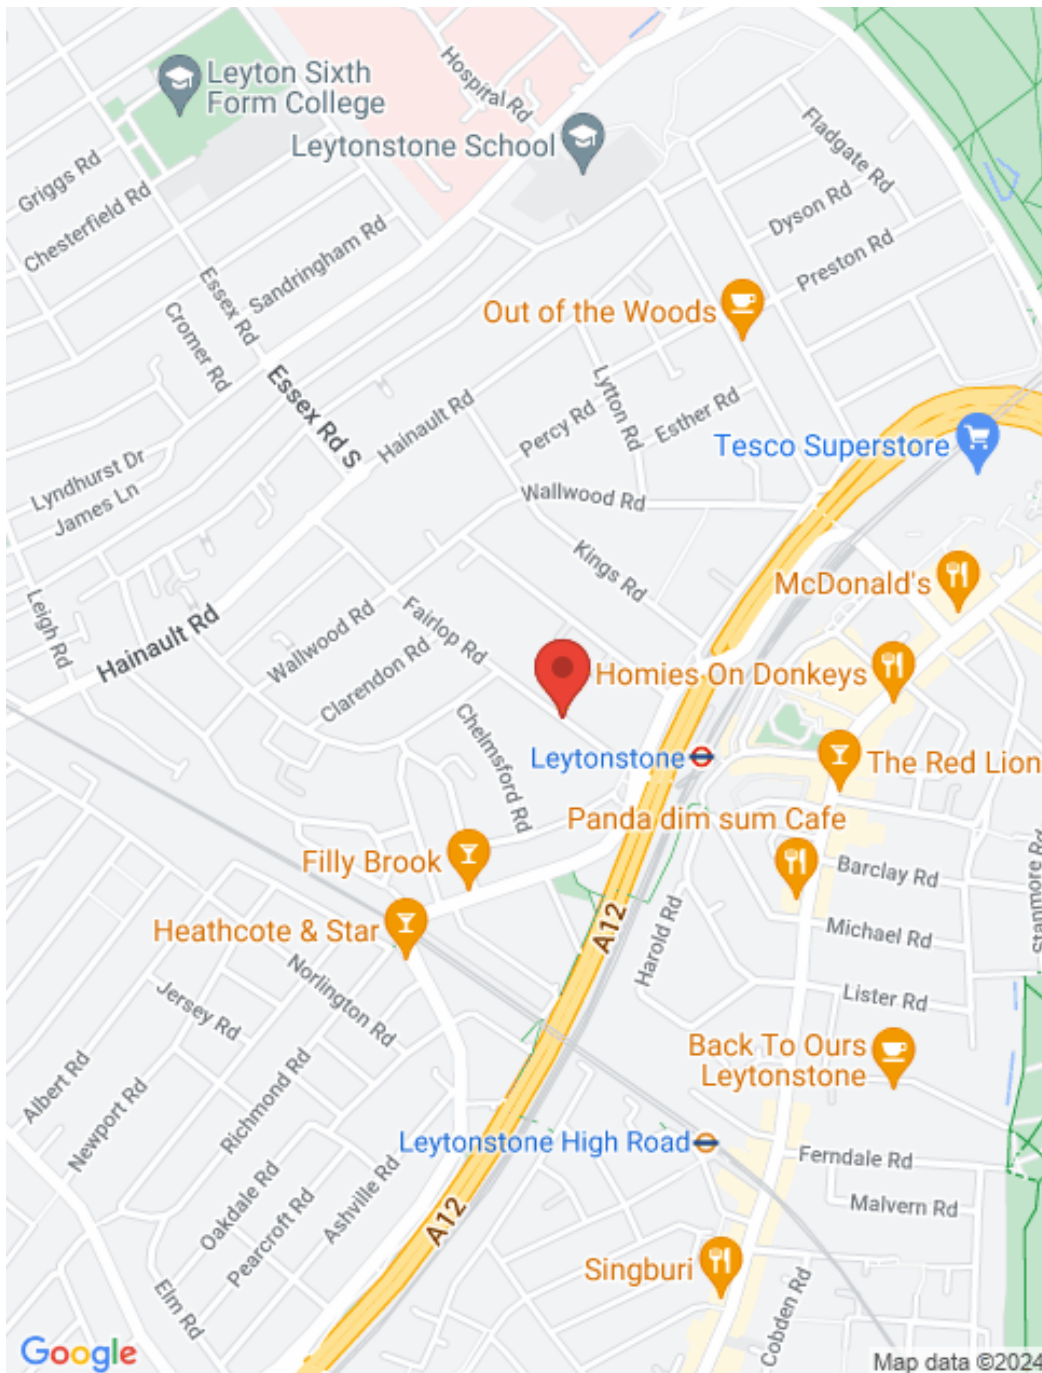 Leyton Sixth
Form College
Hospital Rd
Leytonstone School
Fladgate Rd
Griggs Rd
Chesterfield Rd
Dyson Rd
Sandringham Rd
Preston Rd
Essex Rd
Out of the Woods
Cromer Rd
Essex Rd S
Hainault Rd
Lytton Rd
Percy Rd
Esther Rd
Tesco Superstore
Lyndhurst Dr
James Ln
Wallwood Rd
Kings Rd
McDonald's
Leigh Rd
Hainault Rd
Wallwood Rd
Fairlop Rd
Clarendon Rd
Homies On Donkeys
Chelmsford Rd
Leytonstone
The Red Lion
Panda dim sum Cafe
Filly Brook
Barclay Rd
Stanmore Rd
Heathcote & Star
A12
Harold Rd
Michael Rd
Norlington Rd
Jersey Rd
Lister Rd
Back To Ours
Leytonstone
Albert Rd
Newport Rd
Richmond Rd
Leytonstone High Road
Ferndale Rd
Oakdale Rd
Pearcroft Rd
Ashville Rd
Malvern Rd
A12
Singburi
Elm Rd
Cobden Rd
Google
Map data ©2024